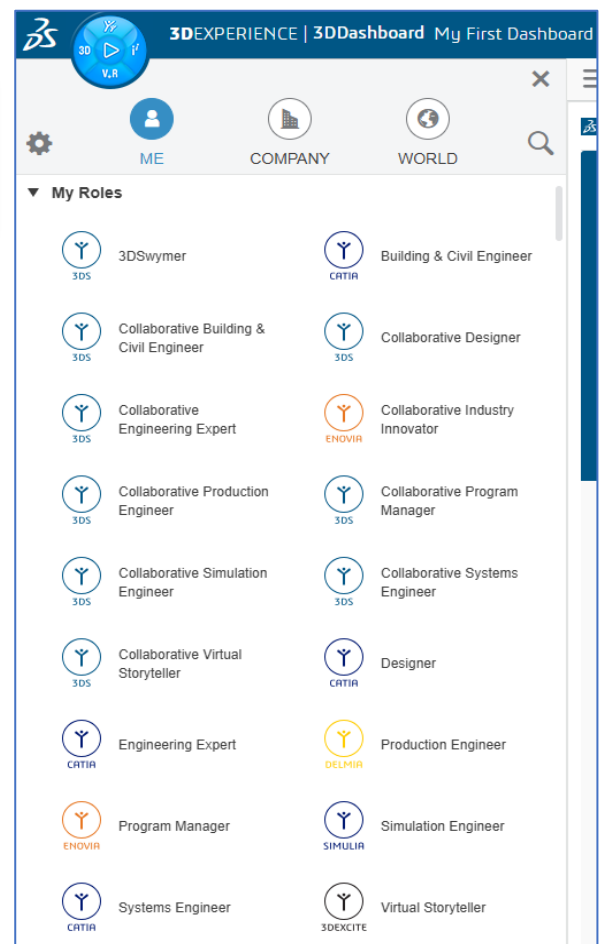 3DEXPERIENCE | 3DDashboard My First Dashboard
3D
i²
V.R
ME
COMPANY
WORLD
My Roles
3DS
3DSwymer
CATIA
Building & Civil Engineer
3DS
Collaborative Building &
Civil Engineer
3DS
Collaborative Designer
3DS
Collaborative
Engineering Expert
ENOVIA
Collaborative Industry
Innovator
3DS
Collaborative Production
Engineer
3DS
Collaborative Program
Manager
3DS
Collaborative Simulation
Engineer
3DS
Collaborative Systems
Engineer
3DS
Collaborative Virtual
Storyteller
CATIA
Designer
CATIA
Engineering Expert
DELMIA
Production Engineer
ENOVIA
Program Manager
SIMULIA
Simulation Engineer
CATIA
Systems Engineer
3DEXCITE
Virtual Storyteller